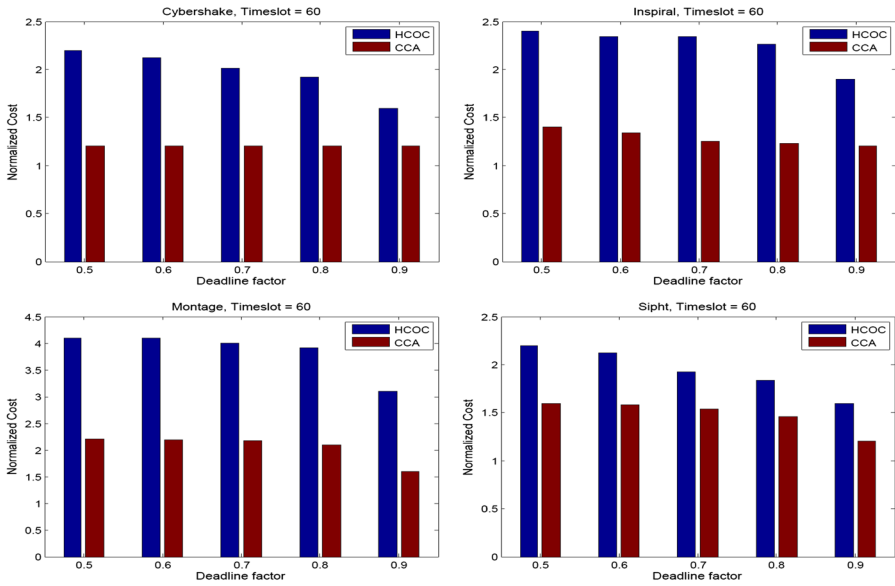 Cybershake, Timeslot = 60
HCOC
CCA
Normalized Cost
2.5
2
1.5
1
0.5
0
0.5 0.6 0.7 0.8 0.9
Deadline factor
Inspiral, Timeslot = 60
HCOC
CCA
Normalized Cost
2.5
2
1.5
1
0.5
0
0.5 0.6 0.7 0.8 0.9
Deadline factor
Montage, Timeslot = 60
HCOC
CCA
Normalized Cost
4.5
4
3.5
3
2.5
2
1.5
1
0.5
0
0.5 0.6 0.7 0.8 0.9
Deadline factor
Sipht, Timeslot = 60
HCOC
CCA
Normalized Cost
2.5
2
1.5
1
0.5
0
0.5 0.6 0.7 0.8 0.9
Deadline factor